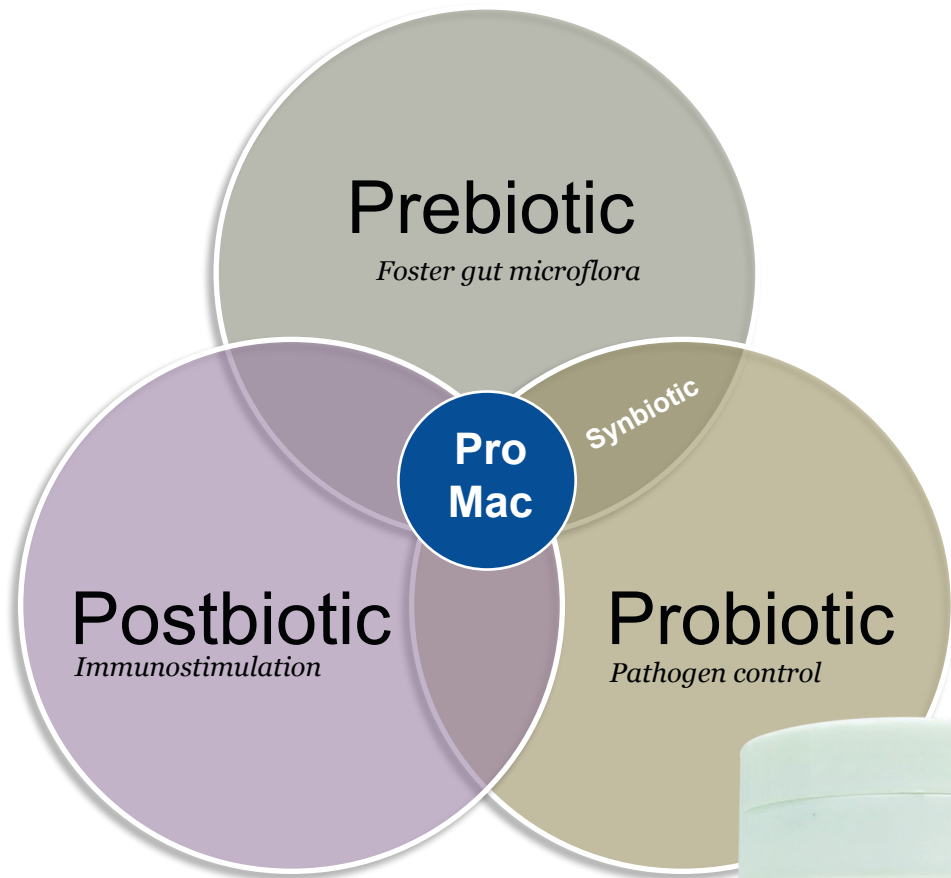 Prebiotic
Foster gut microflora
Synbiotic
Pro
Mac
Postbiotic
Immunostimulation
Probiotic
Pathogen control